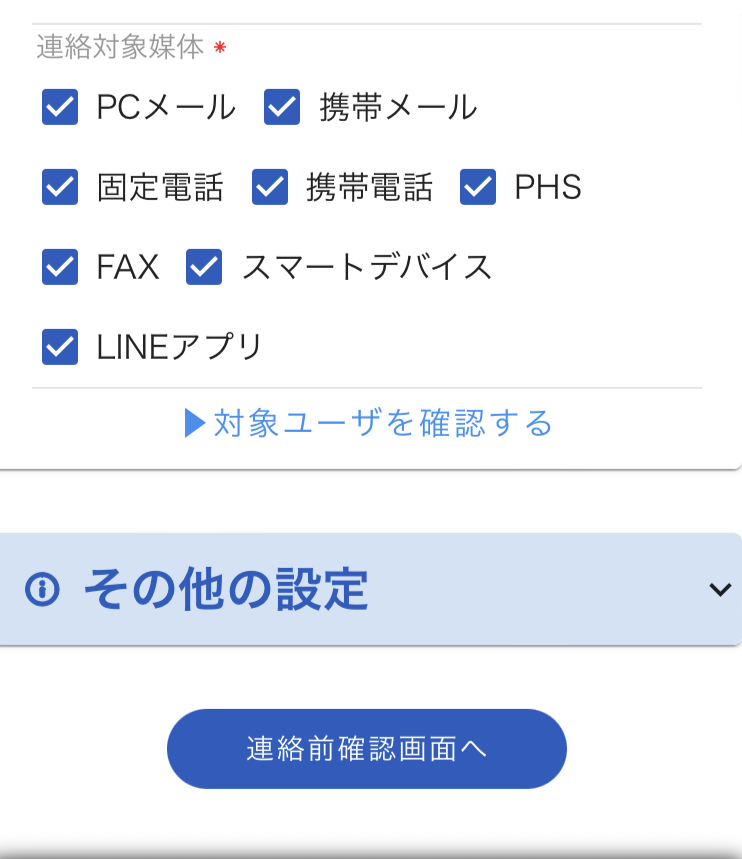 連絡対象媒体 *
PCメール 携帯メール
固定電話 携帯電話 PHS
FAX スマートデバイス
LINEアプリ
▶対象ユーザを確認する
その他の設定
連絡前確認画面へ